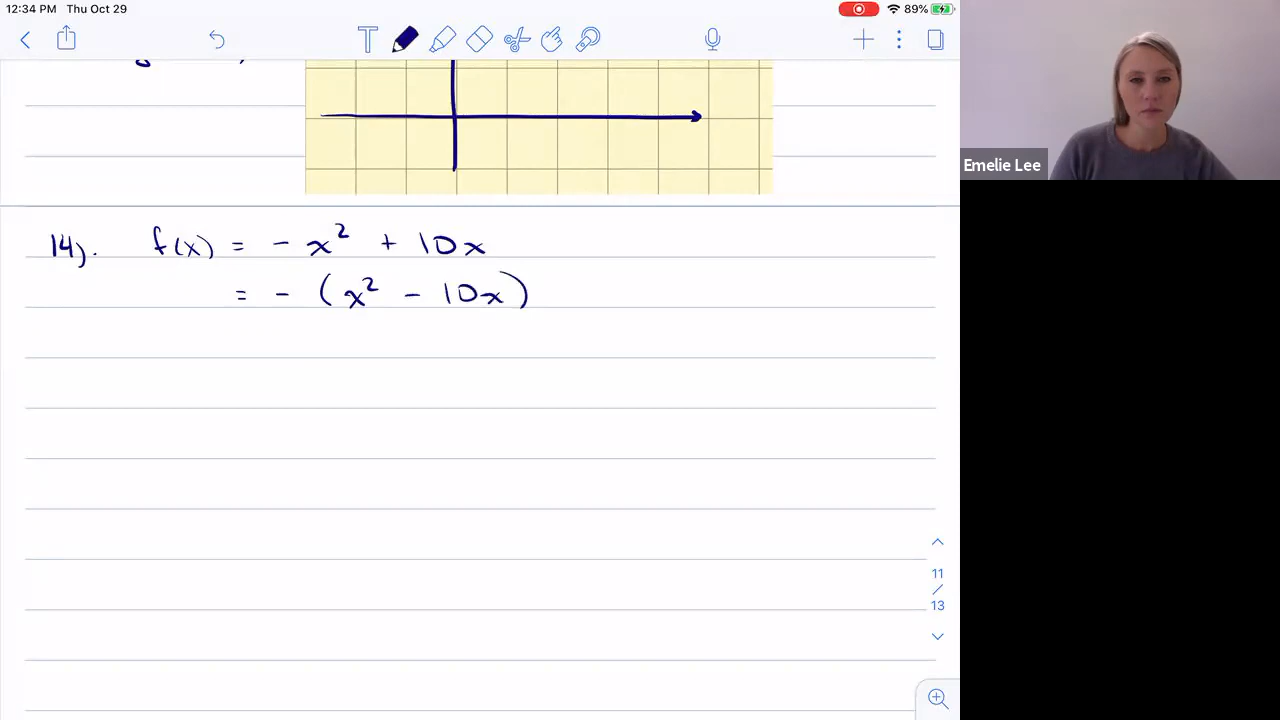 12:34 PM Thu Oct 29
89%
T
Emelie Lee
14). f(x) = - x² + 10x
= - (x² - 10x)
11
/
13